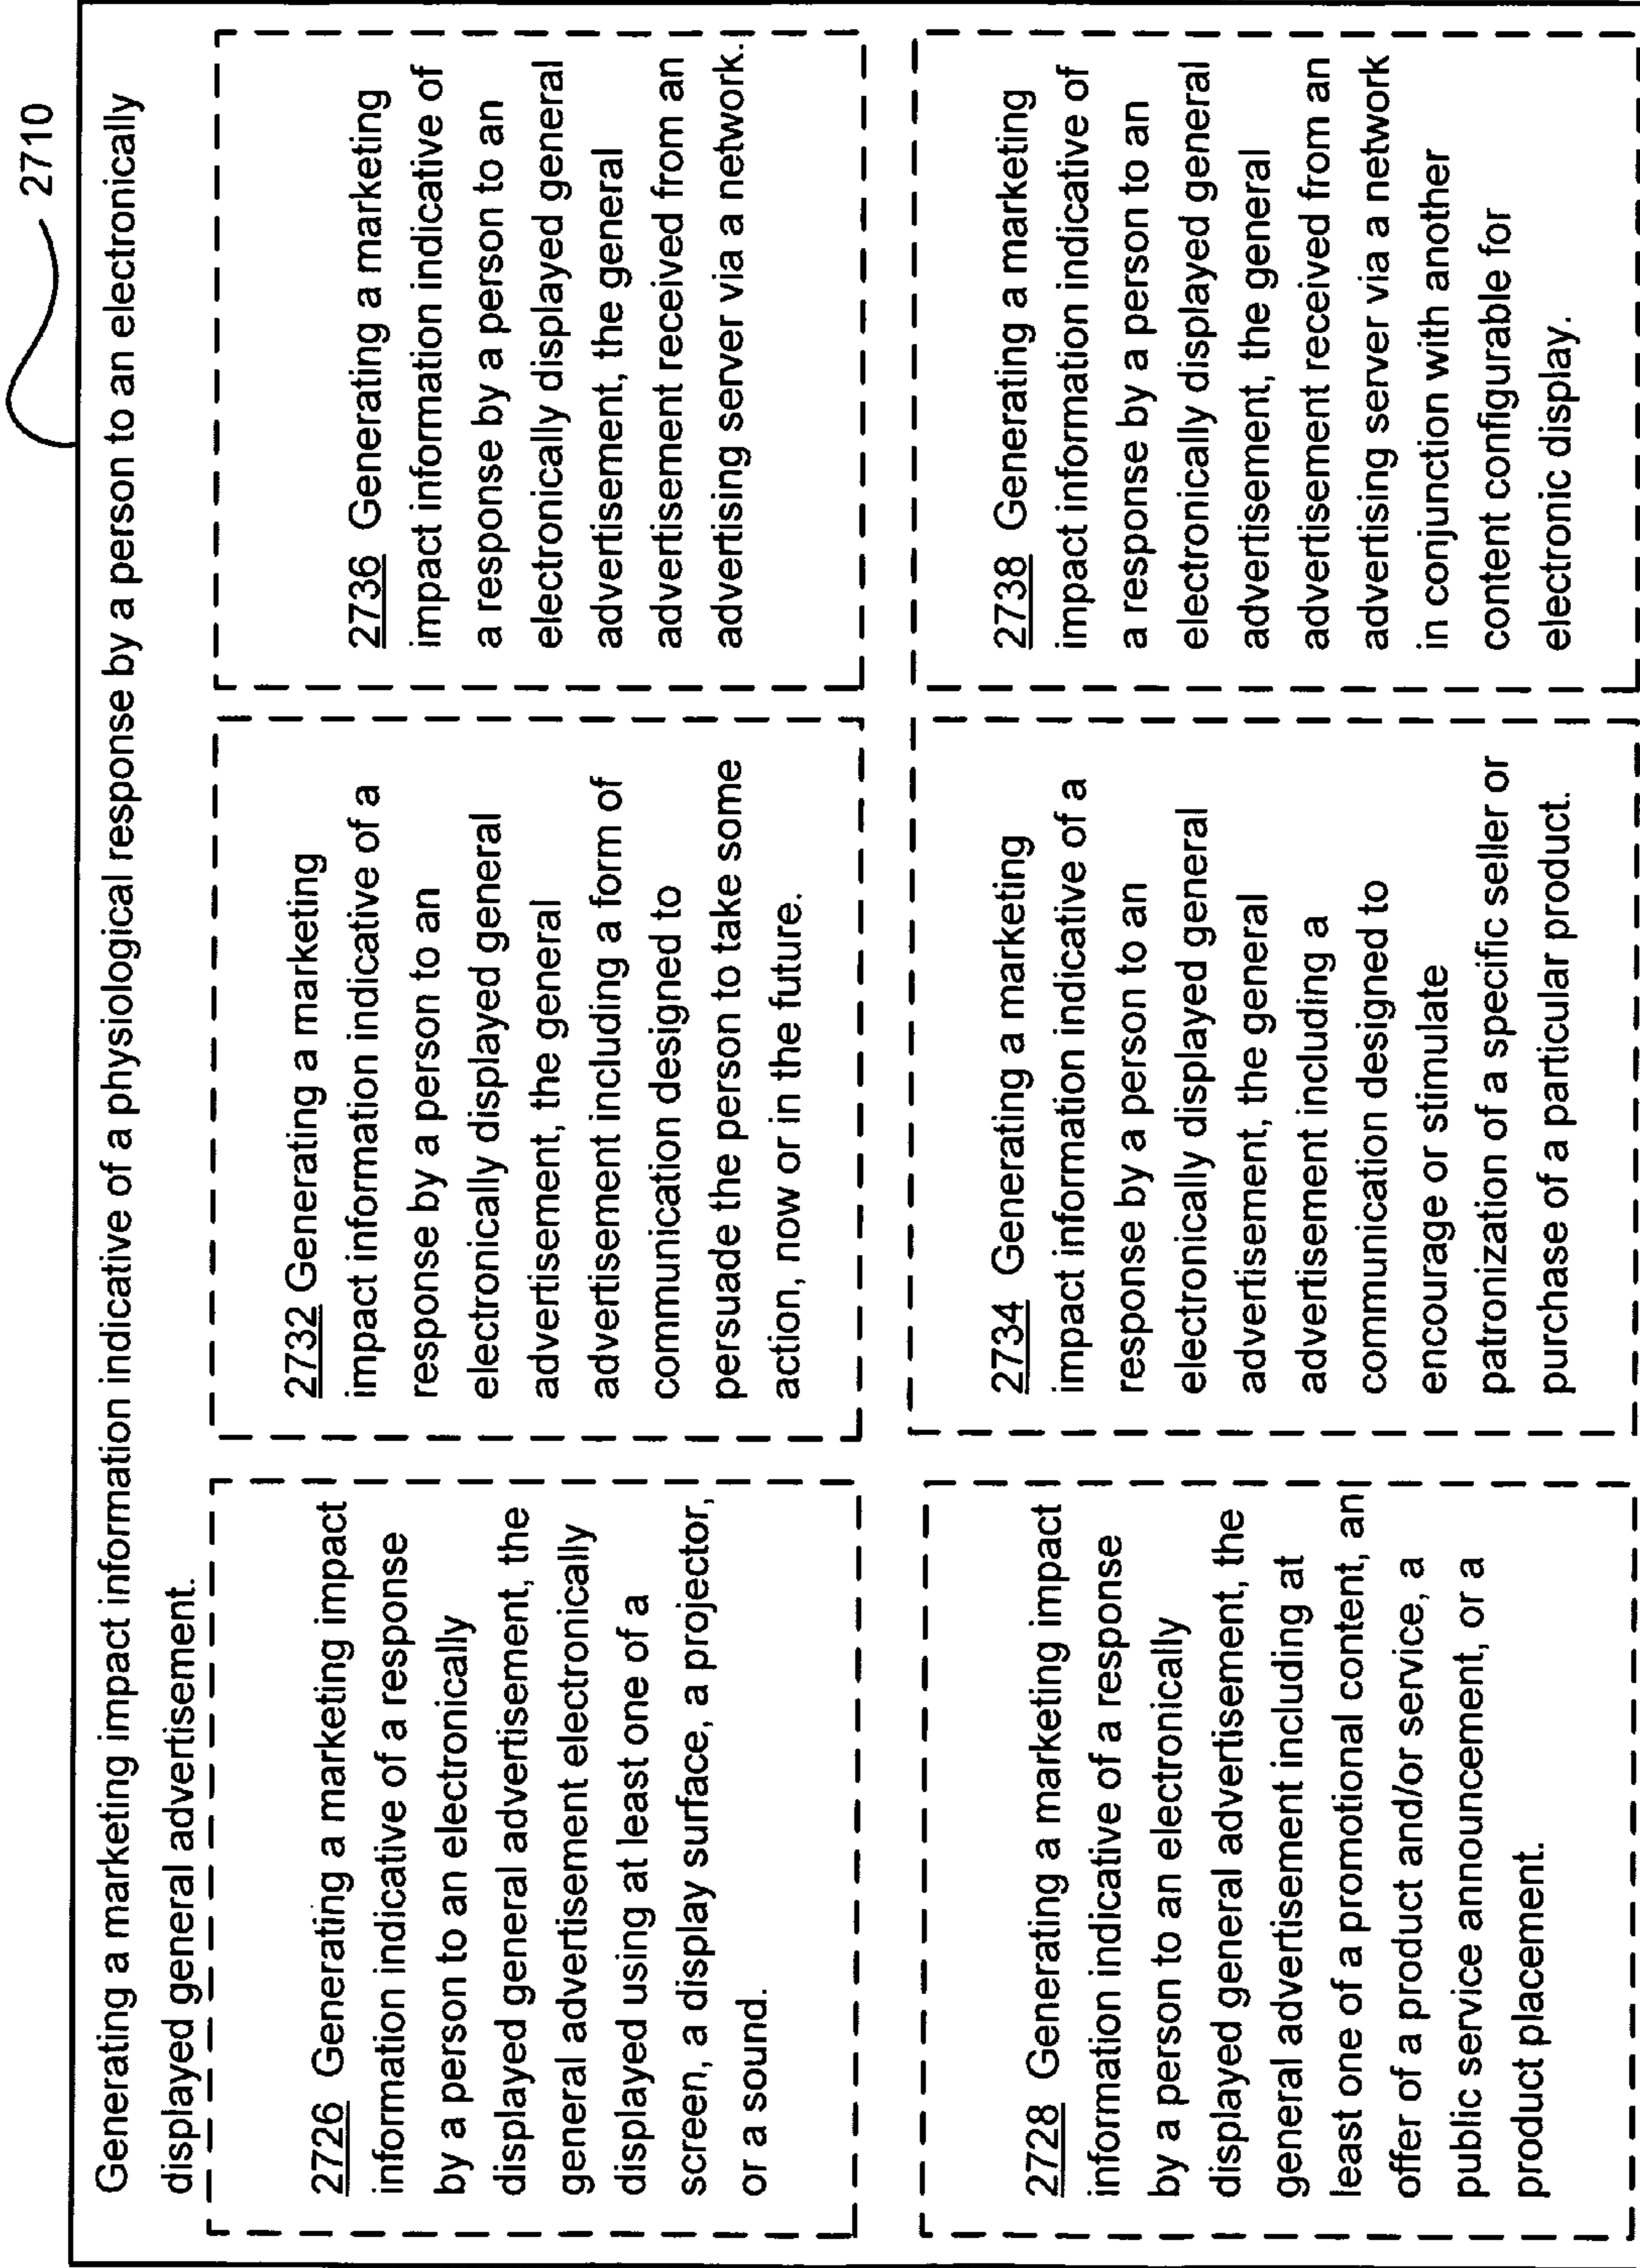 2710
Generating a marketing impact information indicative of a physiological response by a person to an electronically
displayed general advertisement.
2726 Generating a marketing impact
information indicative of a response
by a person to an electronically
displayed general advertisement, the
general advertisement electronically
displayed using at least one of a
screen, a display surface, a projector,
or a sound.
2728 Generating a marketing impact
information indicative of a response
by a person to an electronically
displayed general advertisement, the
general advertisement including at
least one of a promotional content, an
offer of a product and/or service, a
public service announcement, or a
product placement.
2732 Generating a marketing
impact information indicative of a
response by a person to an
electronically displayed general
advertisement, the general
advertisement including a form of
communication designed to
persuade the person to take some
action, now or in the future.
2734 Generating a marketing
impact information indicative of a
response by a person to an
electronically displayed general
advertisement, the general
advertisement including a
communication designed to
encourage or stimulate
patronization of a specific seller or
purchase of a particular product.
2736 Generating a marketing
impact information indicative of
a response by a person to an
electronically displayed general
advertisement, the general
advertisement received from an
advertising server via a network.
2738 Generating a marketing
impact information indicative of
a response by a person to an
electronically displayed general
advertisement, the general
advertisement received from an
advertising server via a network
in conjunction with another
content configurable for
electronic display.